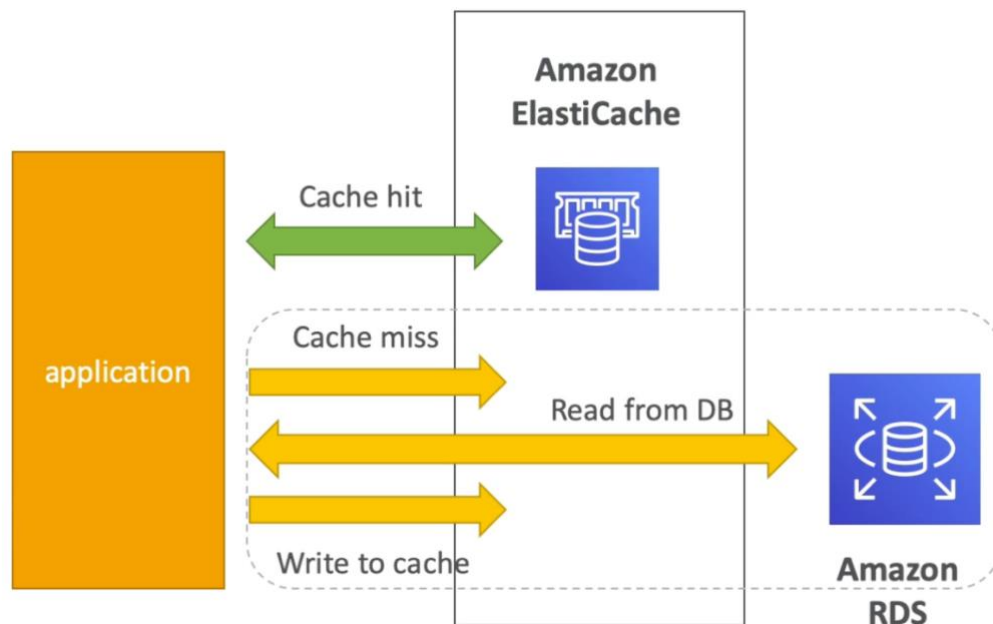 Amazon
ElastiCache
Cache hit
application
Cache miss
Read from DB
Write to cache
Amazon
RDS